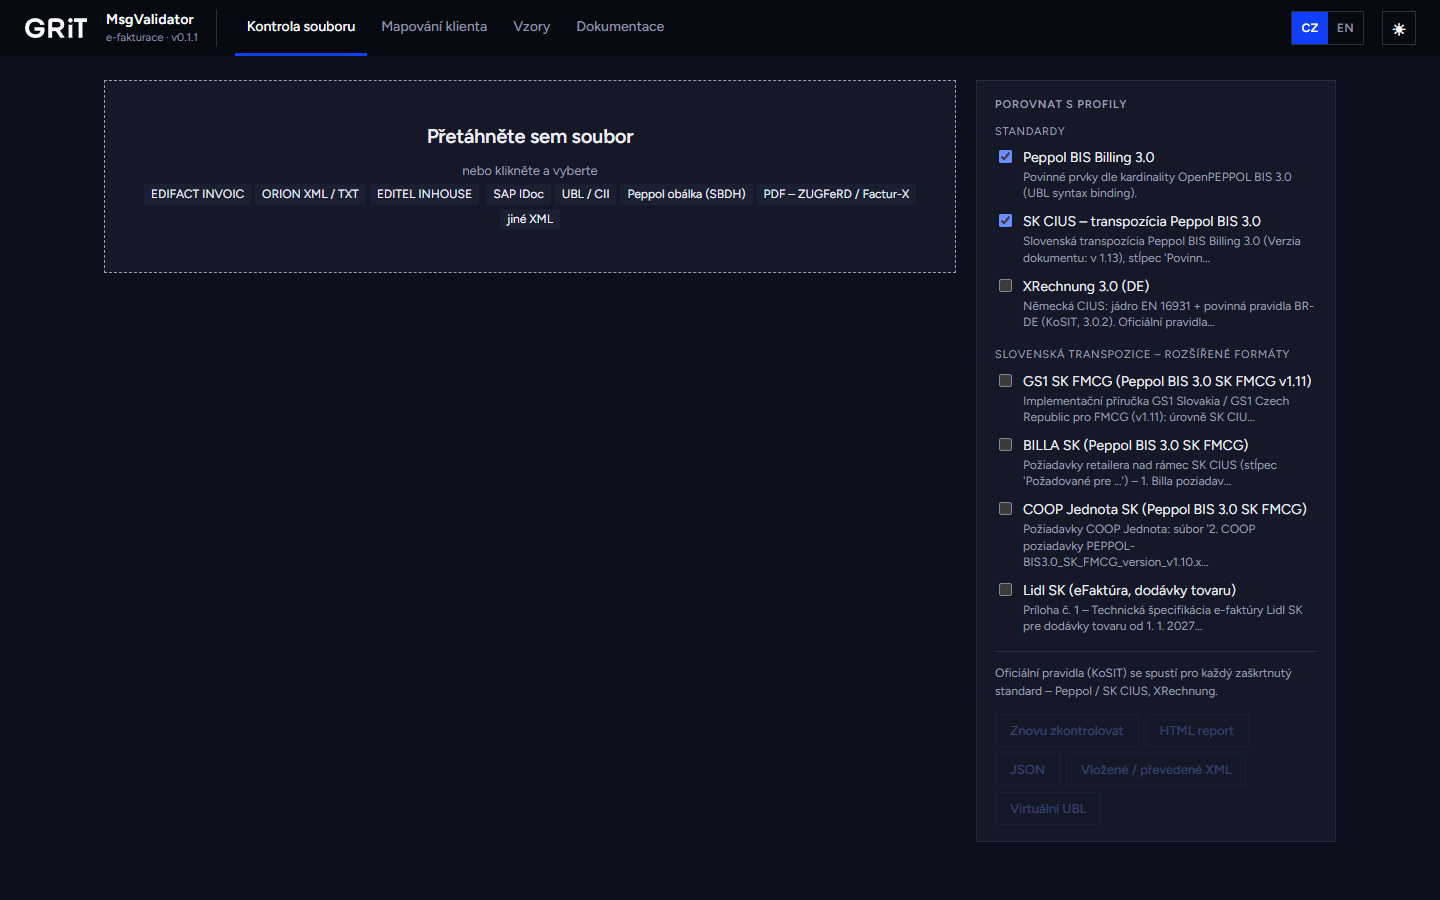 GRiT
MsgValidator
e-fakturace · v0.1.1
Kontrola souboru
Mapování klienta
Vzory
Dokumentace
CZ
EN
Přetáhněte sem soubor
nebo klikněte a vyberte
EDIFACT INVOIC
ORION XML / TXT
EDITEL INHOUSE
SAP IDoc
UBL / CII
Peppol obálka (SBDH)
PDF – ZUGFeRD / Factur-X
jiné XML
POROVNAT S PROFILY
STANDARDY
Peppol BIS Billing 3.0
Povinné prvky dle kardinality OpenPEPPOL BIS 3.0
(UBL syntax binding).
SK CIUS – transpozícia Peppol BIS 3.0
Slovenská transpozícia Peppol BIS Billing 3.0 (Verzia
dokumentu: v 1.13), stĺpec 'Povinn...
XRechnung 3.0 (DE)
Německá CIUS: jádro EN 16931 + povinná pravidla BR-
DE (KoSIT, 3.0.2). Oficiální pravidla...
SLOVENSKÁ TRANSPOZICE – ROZŠÍŘENÉ FORMÁTY
GS1 SK FMCG (Peppol BIS 3.0 SK FMCG v1.11)
Implementační příručka GS1 Slovakia / GS1 Czech
Republic pro FMCG (v1.11): úrovně SK CIU...
BILLA SK (Peppol BIS 3.0 SK FMCG)
Požiadavky retailera nad rámec SK CIUS (stĺpec
'Požadované pre ...') – 1. Billa poziadav...
COOP Jednota SK (Peppol BIS 3.0 SK FMCG)
Požiadavky COOP Jednota: súbor '2. COOP
poziadavky PEPPOL-
BIS3.0_SK_FMCG_version_v1.10.x...
Lidl SK (eFaktúra, dodávky tovaru)
Príloha č. 1 – Technická špecifikácia e-faktúry Lidl SK
pre dodávky tovaru od 1. 1. 2027...
Oficiální pravidla (KoSIT) se spustí pro každý zaškrtnutý
standard – Peppol / SK CIUS, XRechnung.
Znovu zkontrolovat
HTML report
JSON
Vložené / převedené XML
Virtuální UBL